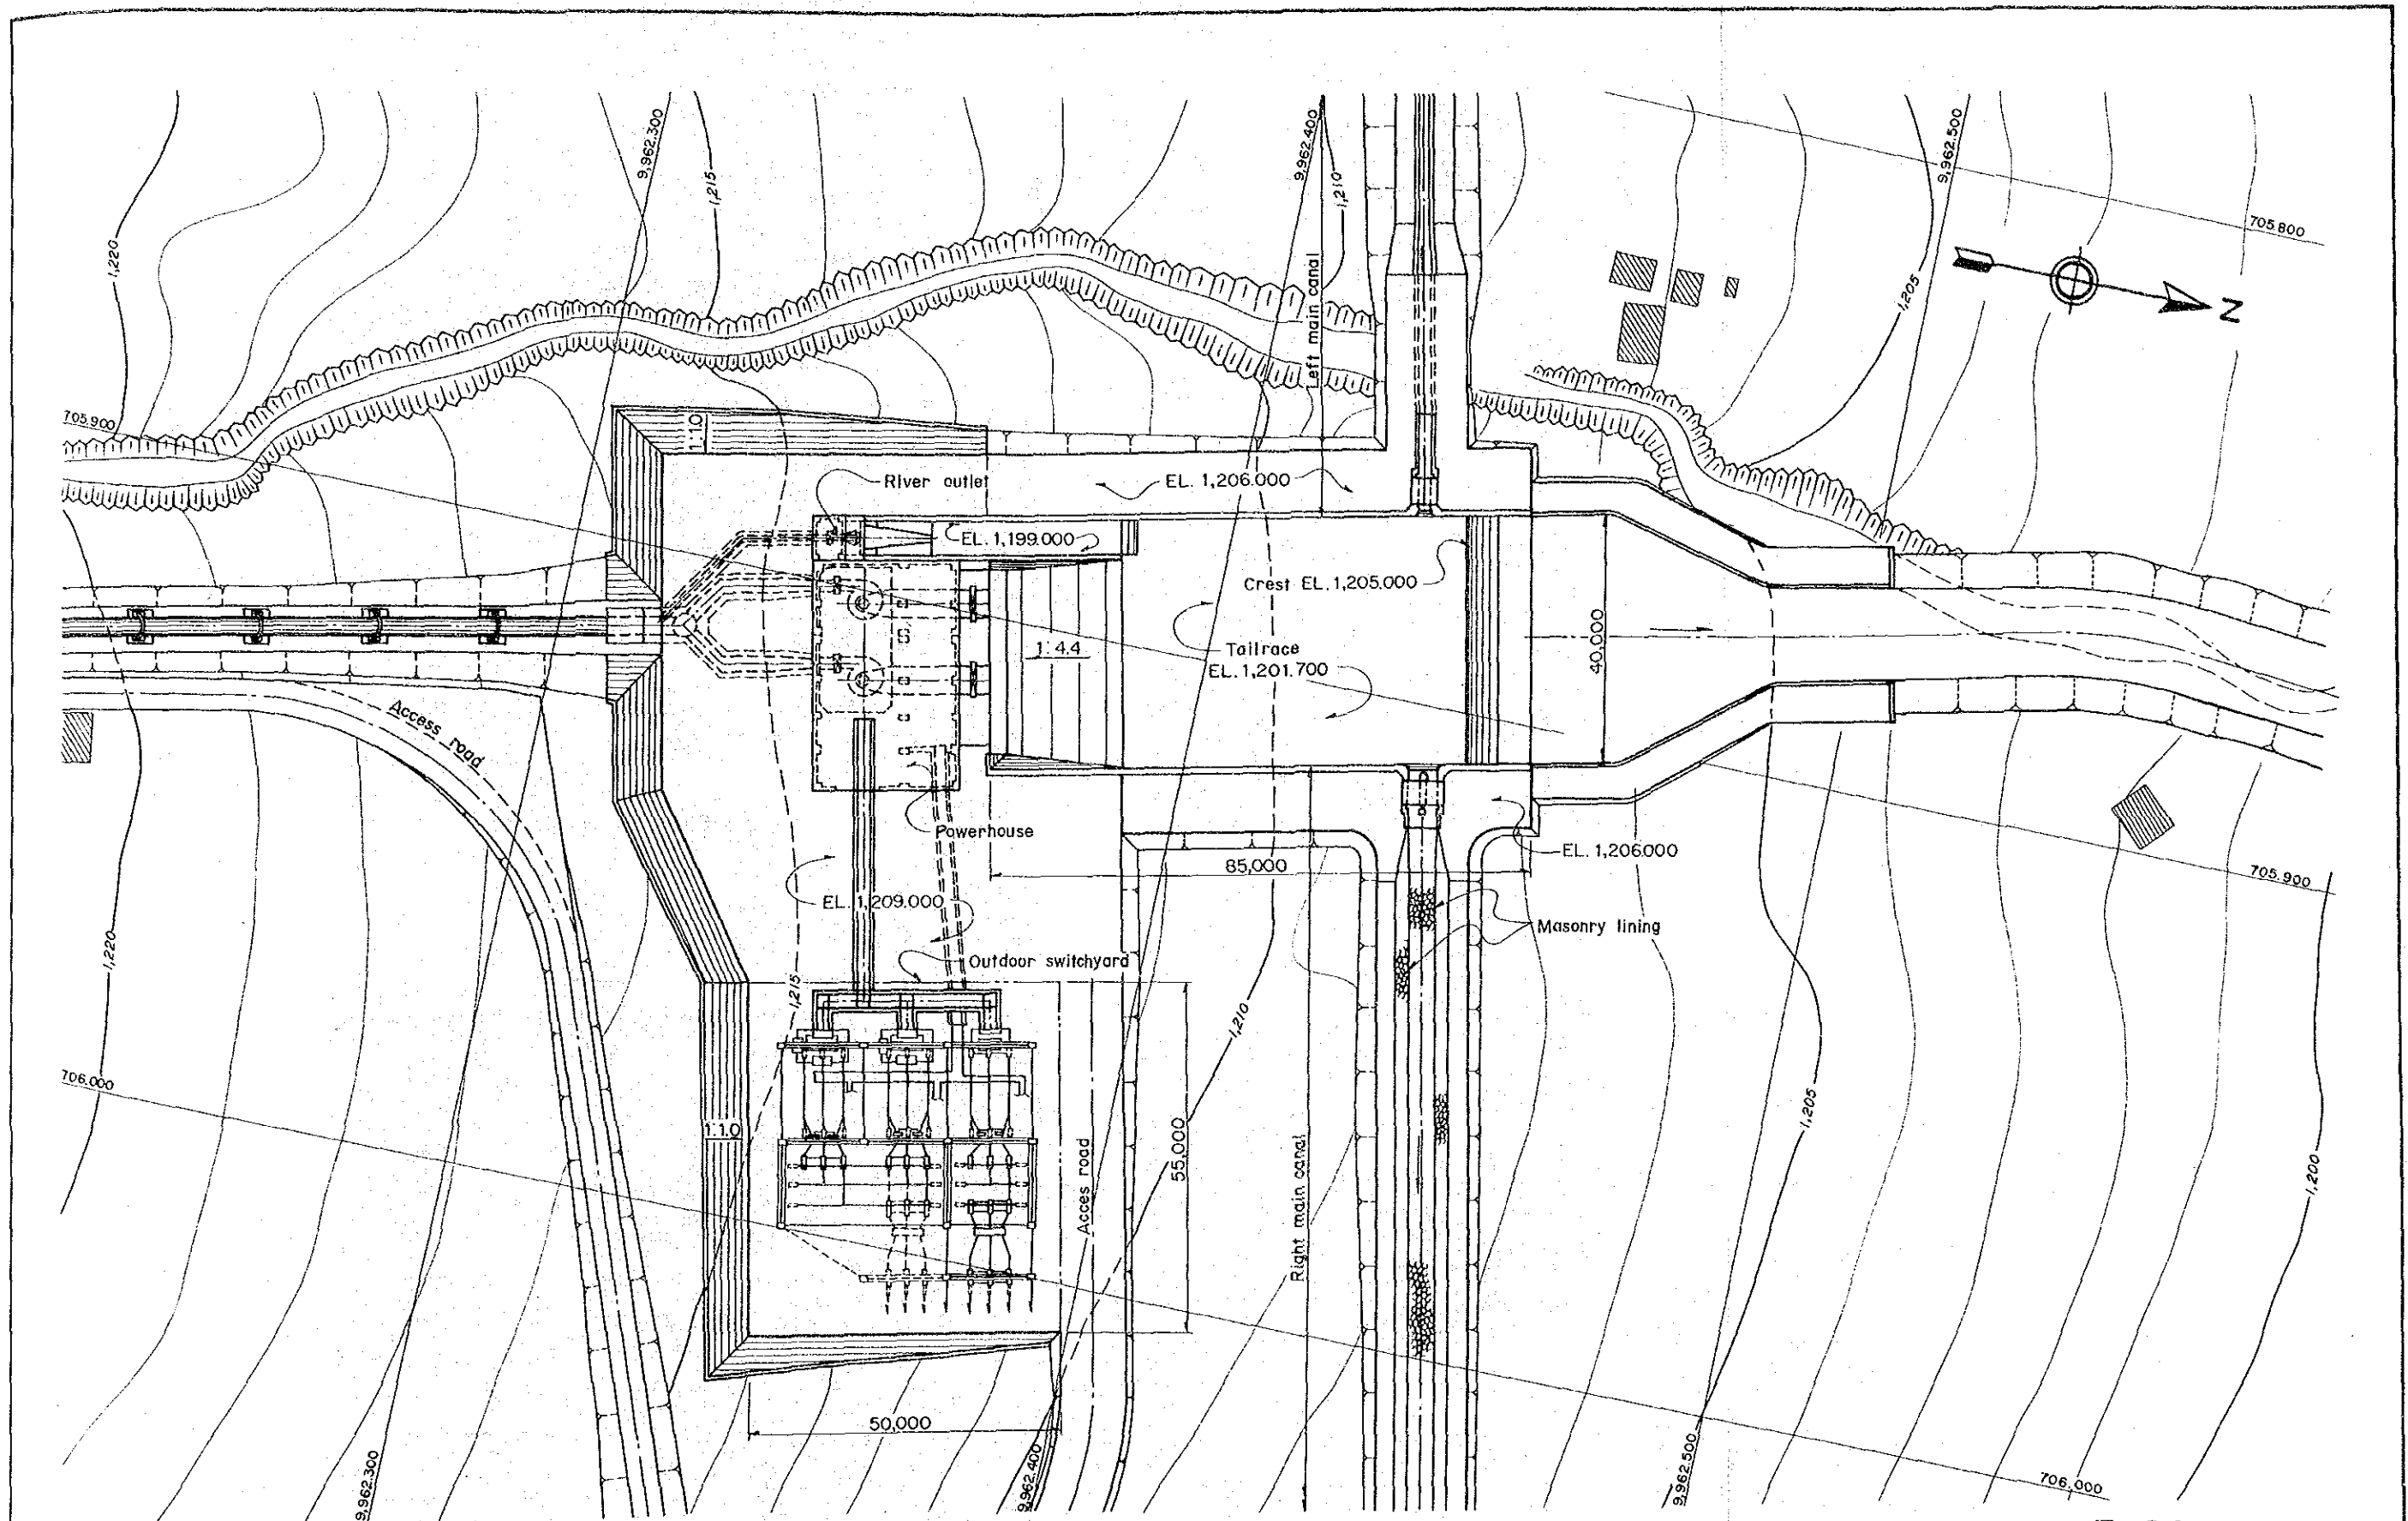 9,962.300
1,215
9,962.400
1,210
9,962.500
705.800
1,220
1,205
N
Left main canal
705.900
1:1.0
River outlet
EL. 1,206.000
EL. 1,199.000
Crest EL. 1,205.000
1:4.4
Tailrace
EL. 1,201.700
40,000
Access road
Powerhouse
85,000
EL. 1,206.000
705.900
EL. 1,209.000
Masonry lining
Outdoor switchyard
1,220
1,215
1,210
706.000
1:1.0
55,000
Acces road
Right main canal
1,205
1,200
50,000
9,962.300
9,962.400
9,962.500
706.000